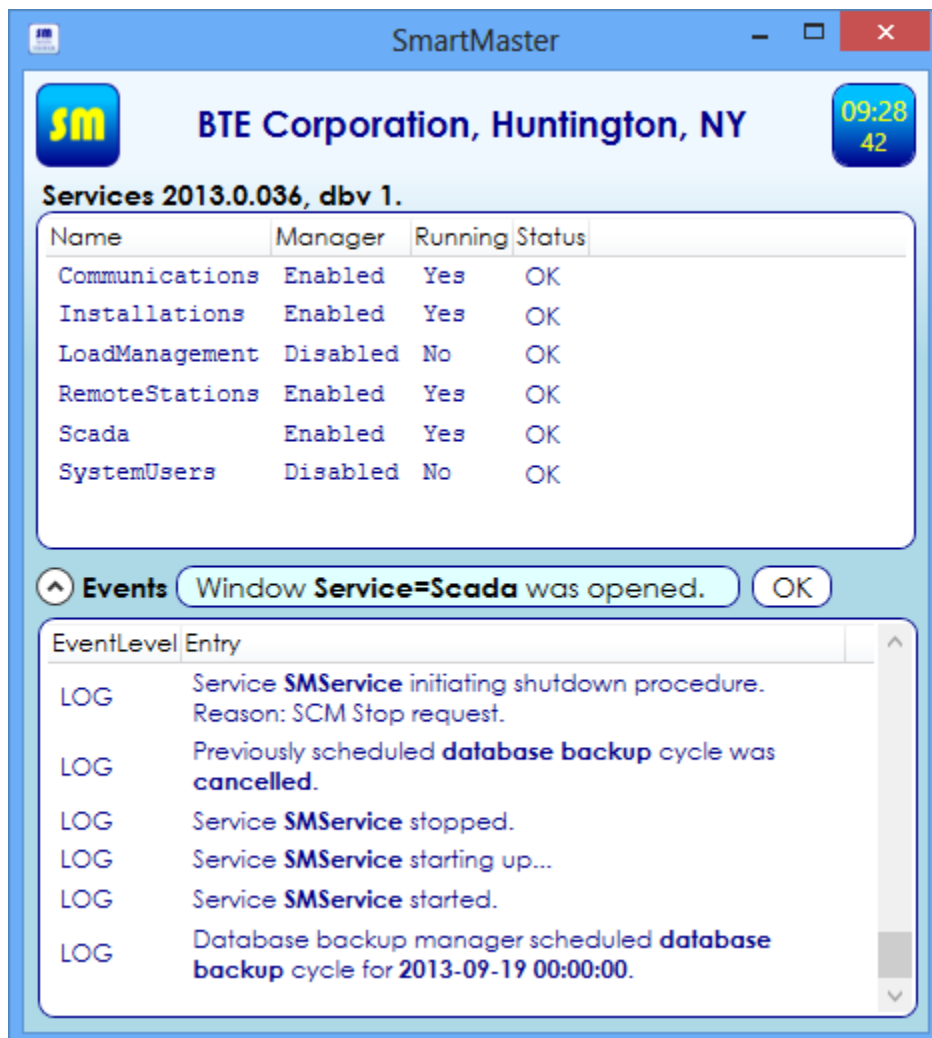 SmartMaster
sm
BTE Corporation, Huntington, NY
09:28
42
Services 2013.0.036, dbv 1.
Name Manager Running Status
Communications Enabled Yes OK
Installations Enabled Yes OK
LoadManagement Disabled No OK
RemoteStations Enabled Yes OK
Scada Enabled Yes OK
SystemUsers Disabled No OK
Events Window Service=Scada was opened. OK
EventLevel Entry
LOG Service SMService initiating shutdown procedure.
Reason: SCM Stop request.
LOG Previously scheduled database backup cycle was
cancelled.
LOG Service SMService stopped.
LOG Service SMService starting up...
LOG Service SMService started.
LOG Database backup manager scheduled database
backup cycle for 2013-09-19 00:00:00.